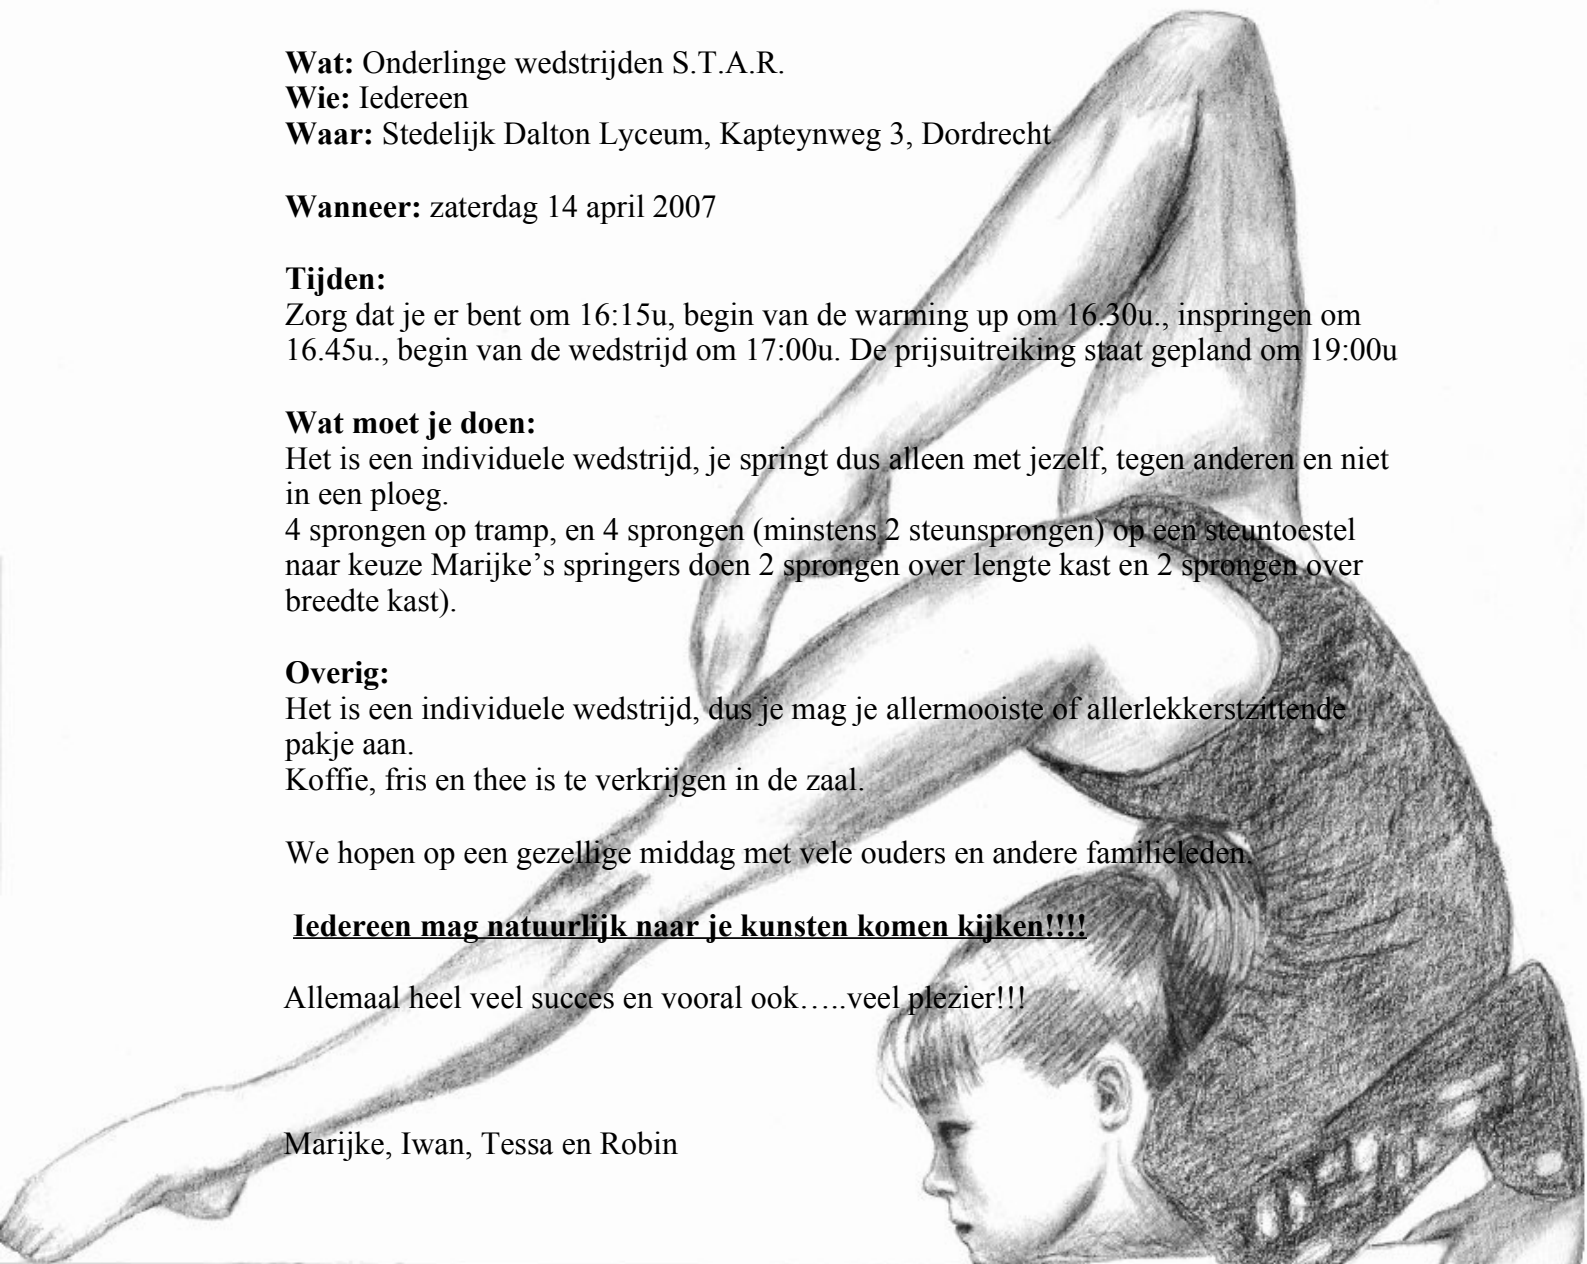 Wat: Onderlinge wedstrijden S.T.A.R.
Wie: Iedereen
Waar: Stedelijk Dalton Lyceum, Kapteynweg 3, Dordrecht
Wanneer: zaterdag 14 april 2007
Tijden:
Zorg dat je er bent om 16:15u, begin van de warming up om 16.30u., inspringen om
16.45u., begin van de wedstrijd om 17:00u. De prijsuitreiking staat gepland om 19:00u
Wat moet je doen:
Het is een individuele wedstrijd, je springt dus alleen met jezelf, tegen anderen en niet
in een ploeg.
4 sprongen op tramp, en 4 sprongen (minstens 2 steunsprongen) op een steuntoestel
naar keuze Marijke’s springers doen 2 sprongen over lengte kast en 2 sprongen over
breedte kast).
Overig:
Het is een individuele wedstrijd, dus je mag je allermooiste of allerlekkerstzittende
pakje aan.
Koffie, fris en thee is te verkrijgen in de zaal.
We hopen op een gezellige middag met vele ouders en andere familieleden.
Iedereen mag natuurlijk naar je kunsten komen kijken!!!!
Allemaal heel veel succes en vooral ook…..veel plezier!!!
Marijke, Iwan, Tessa en Robin